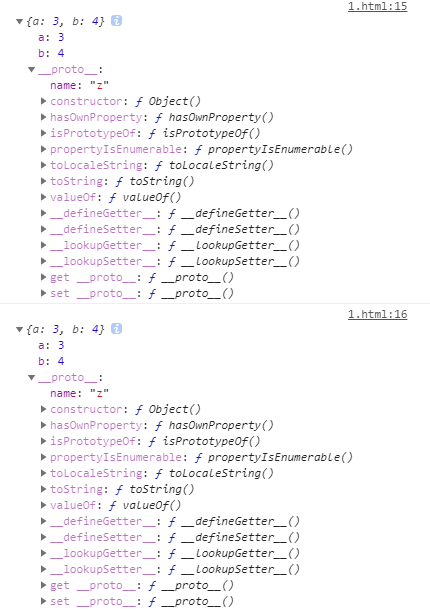 1.html:15
{a: 3, b: 4} i
a: 3
b: 4
__proto__:
name: "z"
constructor: ƒ Object()
hasOwnProperty: ƒ hasOwnProperty()
isPrototypeOf: ƒ isPrototypeOf()
propertyIsEnumerable: ƒ propertyIsEnumerable()
toLocaleString: ƒ toLocaleString()
toString: ƒ toString()
valueOf: ƒ valueOf()
__defineGetter__: ƒ __defineGetter__()
__defineSetter__: ƒ __defineSetter__()
__lookupGetter__: ƒ __lookupGetter__()
__lookupSetter__: ƒ __lookupSetter__()
get __proto__: ƒ __proto__()
set __proto__: ƒ __proto__()
1.html:16
{a: 3, b: 4} i
a: 3
b: 4
__proto__:
name: "z"
constructor: ƒ Object()
hasOwnProperty: ƒ hasOwnProperty()
isPrototypeOf: ƒ isPrototypeOf()
propertyIsEnumerable: ƒ propertyIsEnumerable()
toLocaleString: ƒ toLocaleString()
toString: ƒ toString()
valueOf: ƒ valueOf()
__defineGetter__: ƒ __defineGetter__()
__defineSetter__: ƒ __defineSetter__()
__lookupGetter__: ƒ __lookupGetter__()
__lookupSetter__: ƒ __lookupSetter__()
get __proto__: ƒ __proto__()
set __proto__: ƒ __proto__()